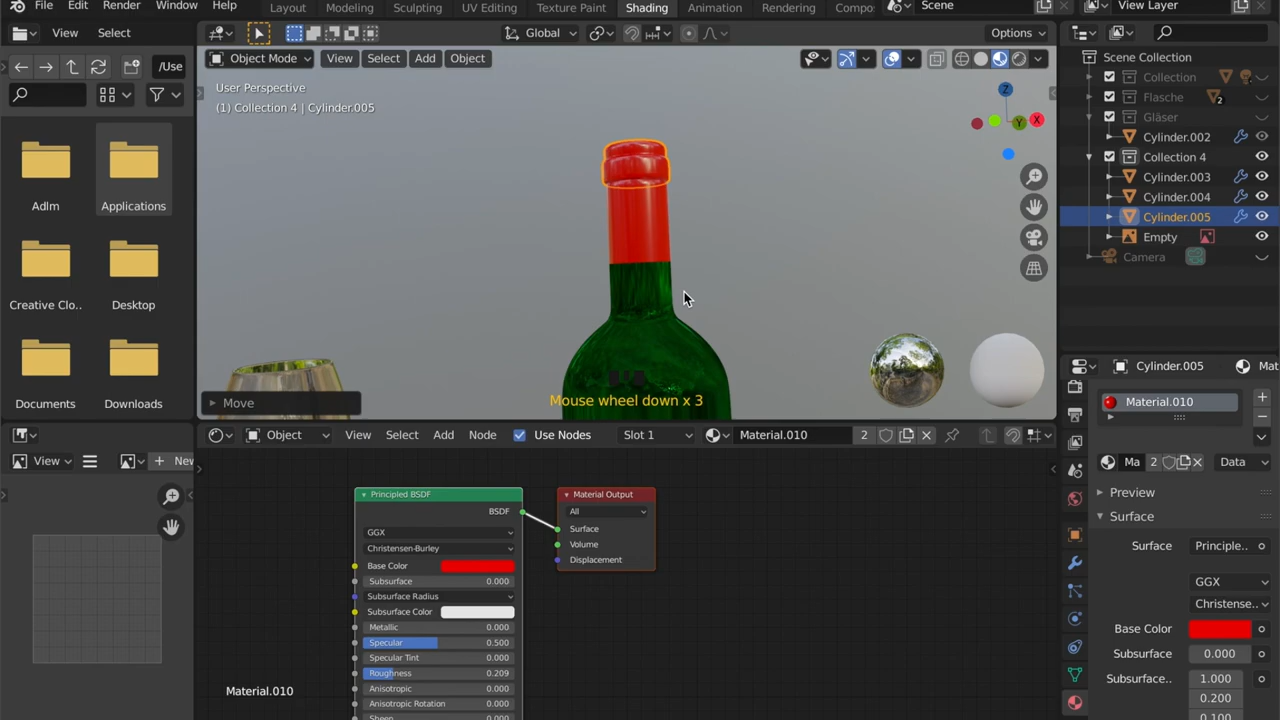 File Edit Render Window Help Layout Modeling Sculpting UV Editing Texture Paint Shading Animation Rendering Compo Scene View Layer
View Select Global Options
/Use Object Mode View Select Add Object Scene Collection
User Perspective
(1) Collection 4 | Cylinder.005
Collection
Flasche 2
Gläser
Cylinder.002
Collection 4
Cylinder.003
Cylinder.004
Cylinder.005
Empty
Camera
Z
Y
X
Adlm Applications
Creative Clo.. Desktop
Documents Downloads
Move
Mouse wheel down x 3
Cylinder.005 Mat
Material.010
View Object View Select Add Node Use Nodes Slot 1 Material.010 2
View New
Ma 2 Data
Preview
Surface
Surface Principle..
GGX
Christense..
Base Color
Subsurface 0.000
Subsurface.. 1.000
0.200
0.100
Principled BSDF
BSDF
GGX
Christensen-Burley
Base Color
Subsurface 0.000
Subsurface Radius
Subsurface Color
Metallic 0.000
Specular 0.500
Specular Tint 0.000
Roughness 0.209
Anisotropic 0.000
Anisotropic Rotation 0.000
Sheen 0.000
Material Output
All
Surface
Volume
Displacement
Material.010